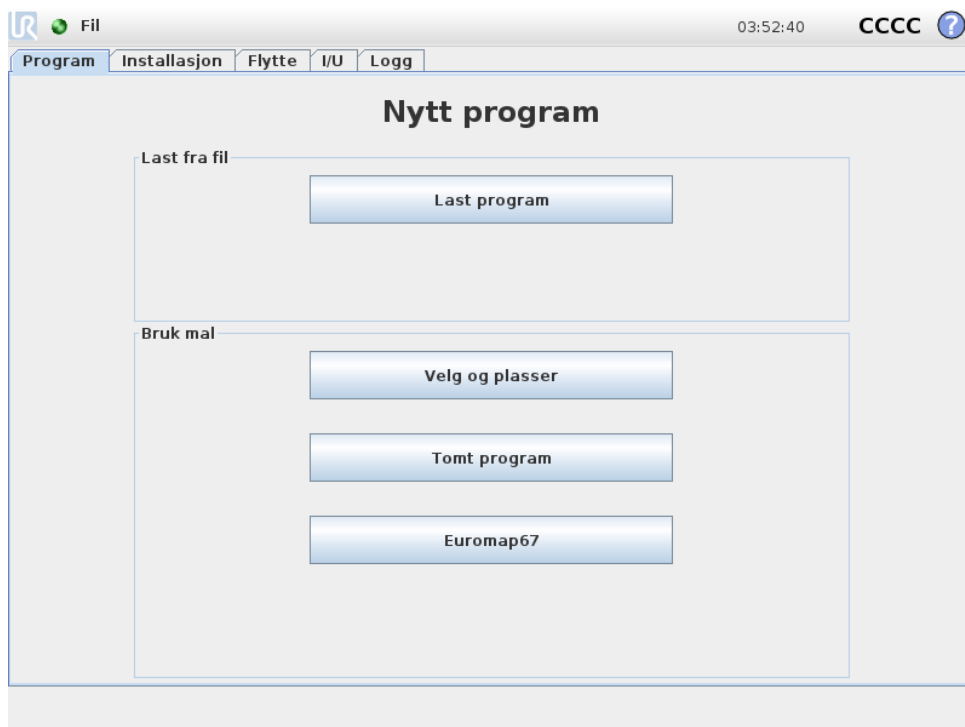 UR Fil 03:52:40 CCCC ?
Program Installasjon Flytte I/U Logg
Nytt program
Last fra fil
Last program
Bruk mal
Velg og plasser
Tomt program
Euromap67